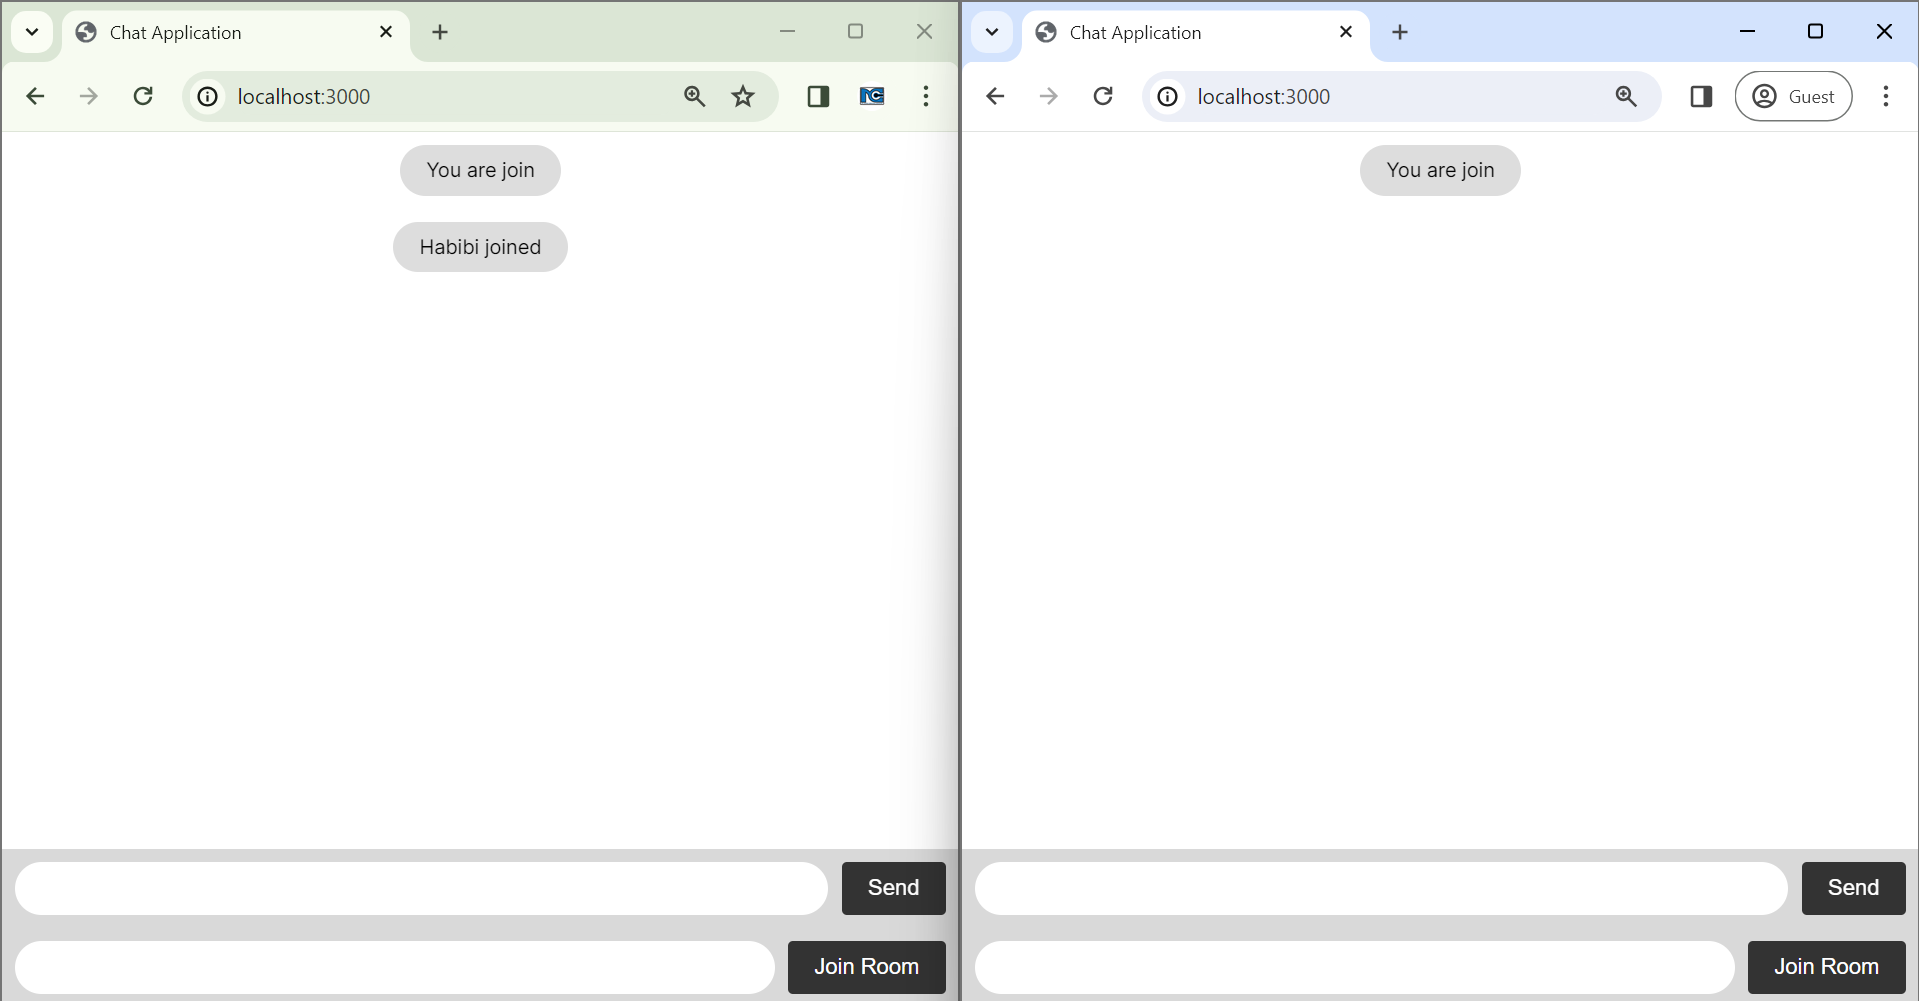 Chat Application
localhost:3000
You are join
Habibi joined
Send
Join Room
Chat Application
localhost:3000
Guest
You are join
Send
Join Room